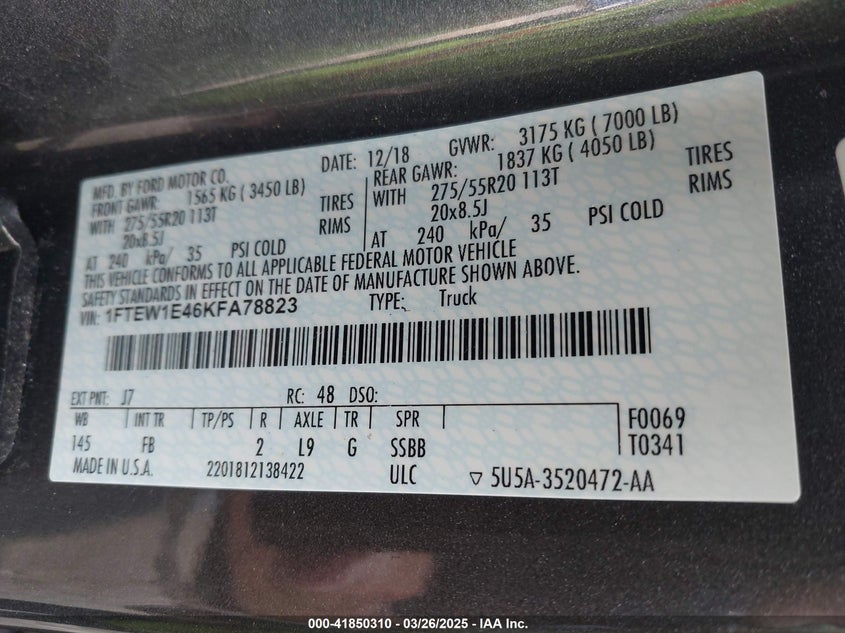 MFD. BY FORD MOTOR CO.
DATE: 12/18 GVWR: 3175 KG ( 7000 LB)
FRONT GAWR: 1565 KG ( 3450 LB)
REAR GAWR: 1837 KG ( 4050 LB)
WITH 275/55R20 113T TIRES
WITH 275/55R20 113T TIRES
20x8.5J RIMS
20x8.5J RIMS
AT 240 kPa/ 35 PSI COLD
AT 240 kPa/ 35 PSI COLD
THIS VEHICLE CONFORMS TO ALL APPLICABLE FEDERAL MOTOR VEHICLE
SAFETY STANDARDS IN EFFECT ON THE DATE OF MANUFACTURE SHOWN ABOVE.
VIN: 1FTEW1E46KFA78823 TYPE: Truck
EXT PNT: J7 RC: 48 DSO:
WB INT TR TP/PS R AXLE TR SPR F0069
145 FB 2 L9 G SSBB T0341
MADE IN U.S.A. 2201812138422 ULC ▽ 5U5A-3520472-AA
000-41850310 - 03/26/2025 - IAA Inc.